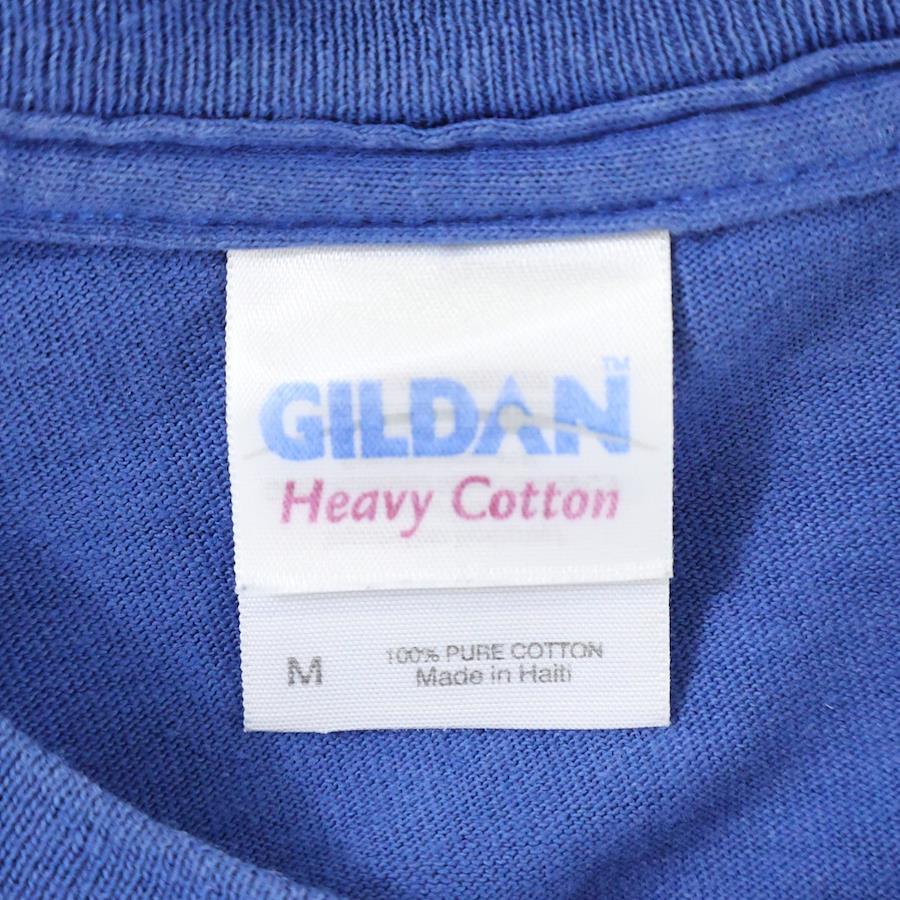 GILDAN™
Heavy Cotton
M
100% PURE COTTON
Made in Haiti